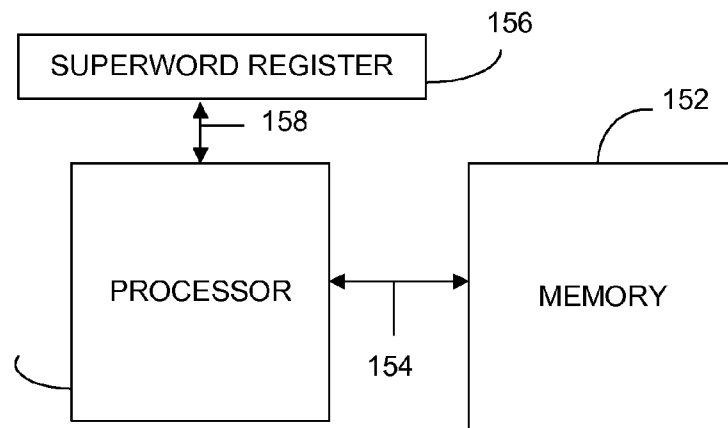 156
SUPERWORD REGISTER
158
152
PROCESSOR
MEMORY
154